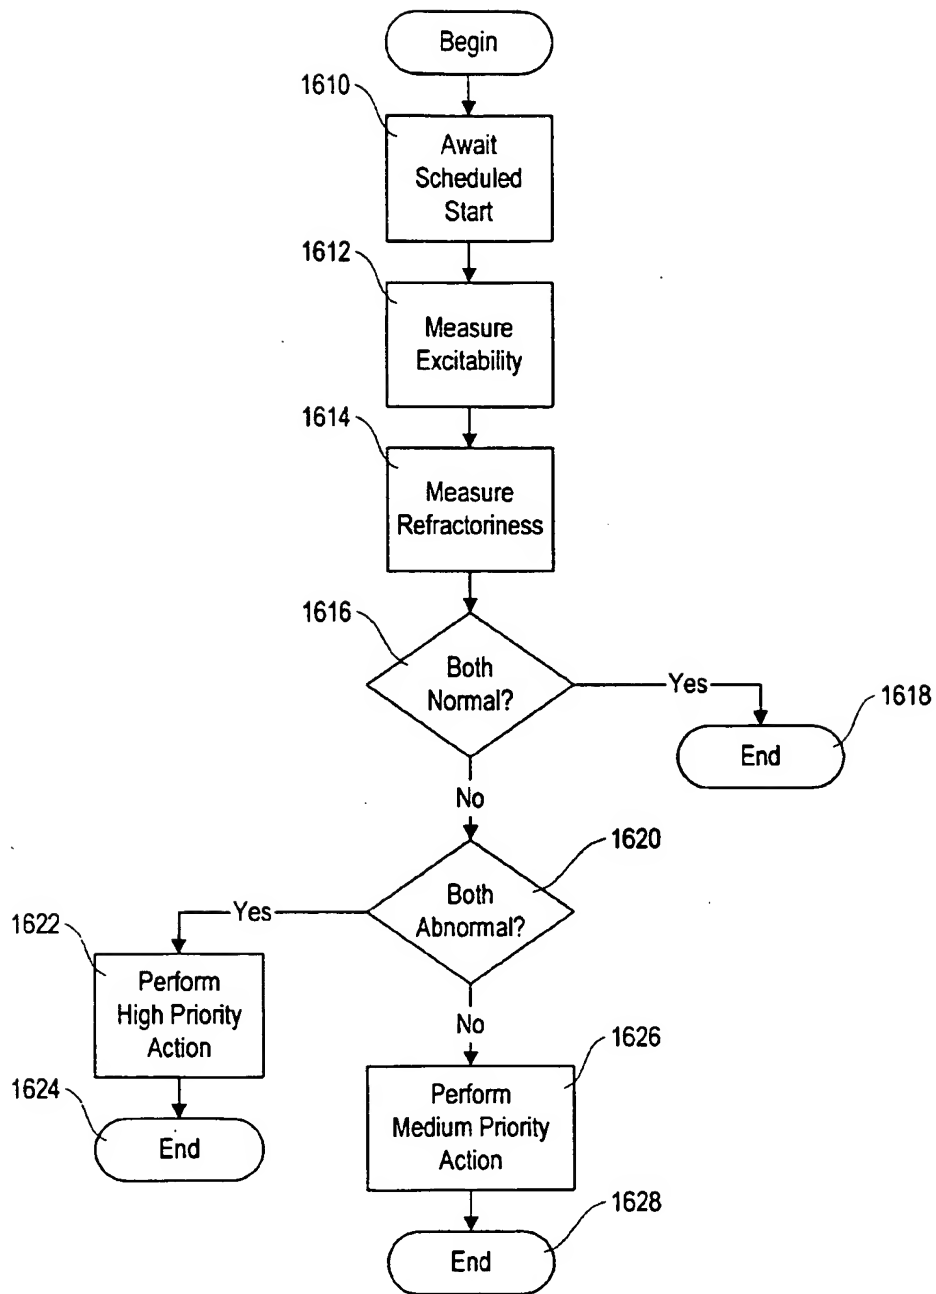 Begin
1610
Await
Scheduled
Start
1612
Measure
Excitability
1614
Measure
Refractoriness
1616
Both
Normal?
Yes
1618
End
No
1620
Both
Abnormal?
Yes
1622
Perform
High Priority
Action
No
1626
Perform
Medium Priority
Action
1624
End
1628
End